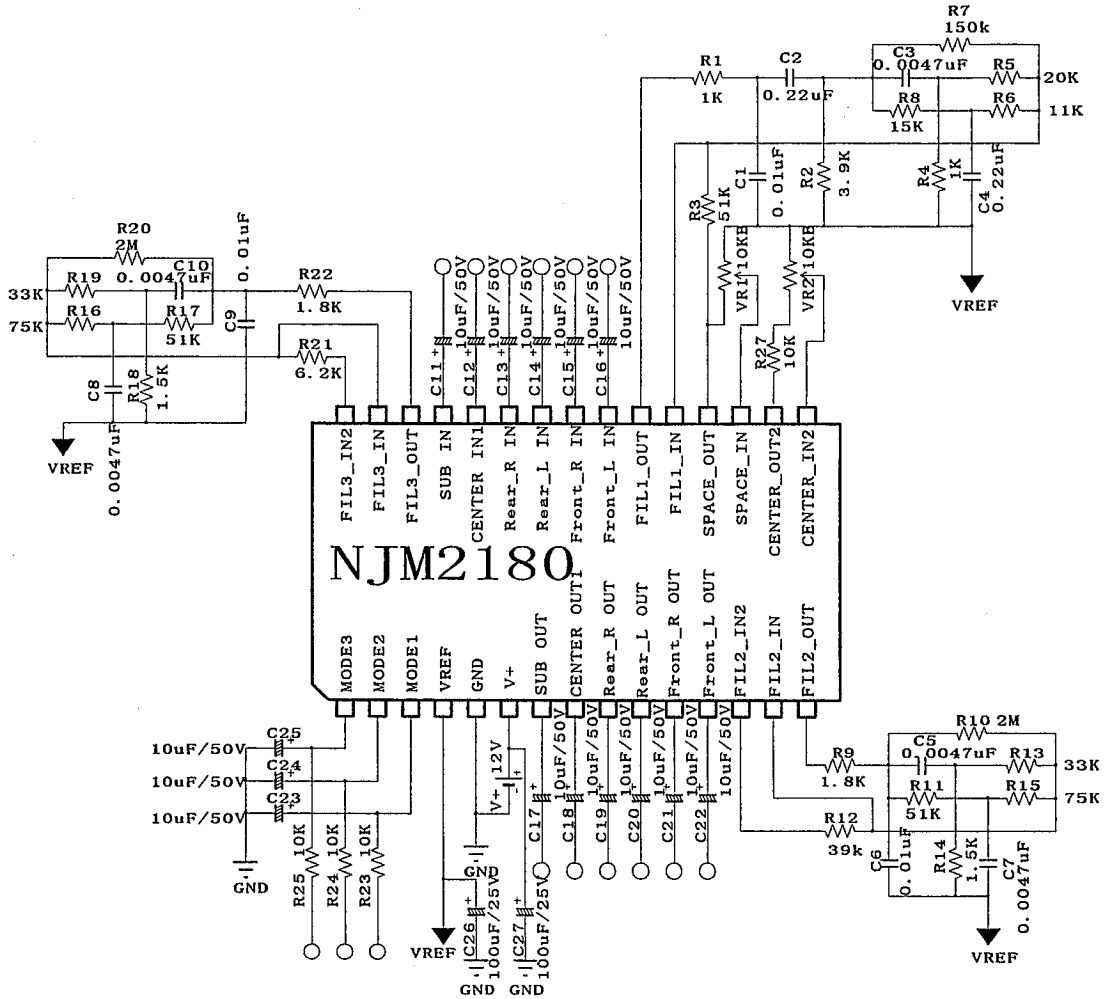 R7
150k
R1
1K
C2
0.22uF
C3
0.0047uF
R5
20K
R8
15K
R6
11K
C1
0.01uF
R2
3.9K
R4
1K
C4
0.22uF
R3
51K
VR1
10KB
VR2
10KB
R27
10K
VREF
R20
2M
0.01uF
R19
C10
0.0047uF
R22
1.8K
33K
R16
R17
51K
C9
75K
R21
6.2K
C8
R18
1.5K
0.0047uF
VREF
C11
+
10uF/50V
C12
+
10uF/50V
C13
+
10uF/50V
C14
+
10uF/50V
C15
+
10uF/50V
C16
+
10uF/50V
FIL3_IN2
FIL3_IN
FIL3_OUT
SUB IN
CENTER IN1
Rear_R IN
Rear_L IN
Front_R IN
Front_L IN
FIL1_OUT
FIL1_IN
SPACE_OUT
SPACE_IN
CENTER_OUT2
CENTER_IN2
NJM2180
MODE3
MODE2
MODE1
VREF
GND
V+
SUB OUT
CENTER OUT1
Rear_R OUT
Rear_L OUT
Front_R OUT
Front_L OUT
FIL2_IN2
FIL2_IN
FIL2_OUT
C25
+
10uF/50V
C24
+
10uF/50V
C23
+
10uF/50V
GND
R25
10K
R24
10K
R23
10K
V+
12V
+
GND
C17
+
10uF/50V
C18
+
10uF/50V
C19
+
10uF/50V
C20
+
10uF/50V
C21
+
10uF/50V
C22
+
10uF/50V
VREF
C26
+
100uF/25V
GND
C27
+
100uF/25V
GND
R10 2M
R9
1.8K
C5
0.0047uF
R13
33K
R11
51K
R15
75K
R12
39k
C6
0.01uF
R14
1.5K
C7
0.0047uF
VREF